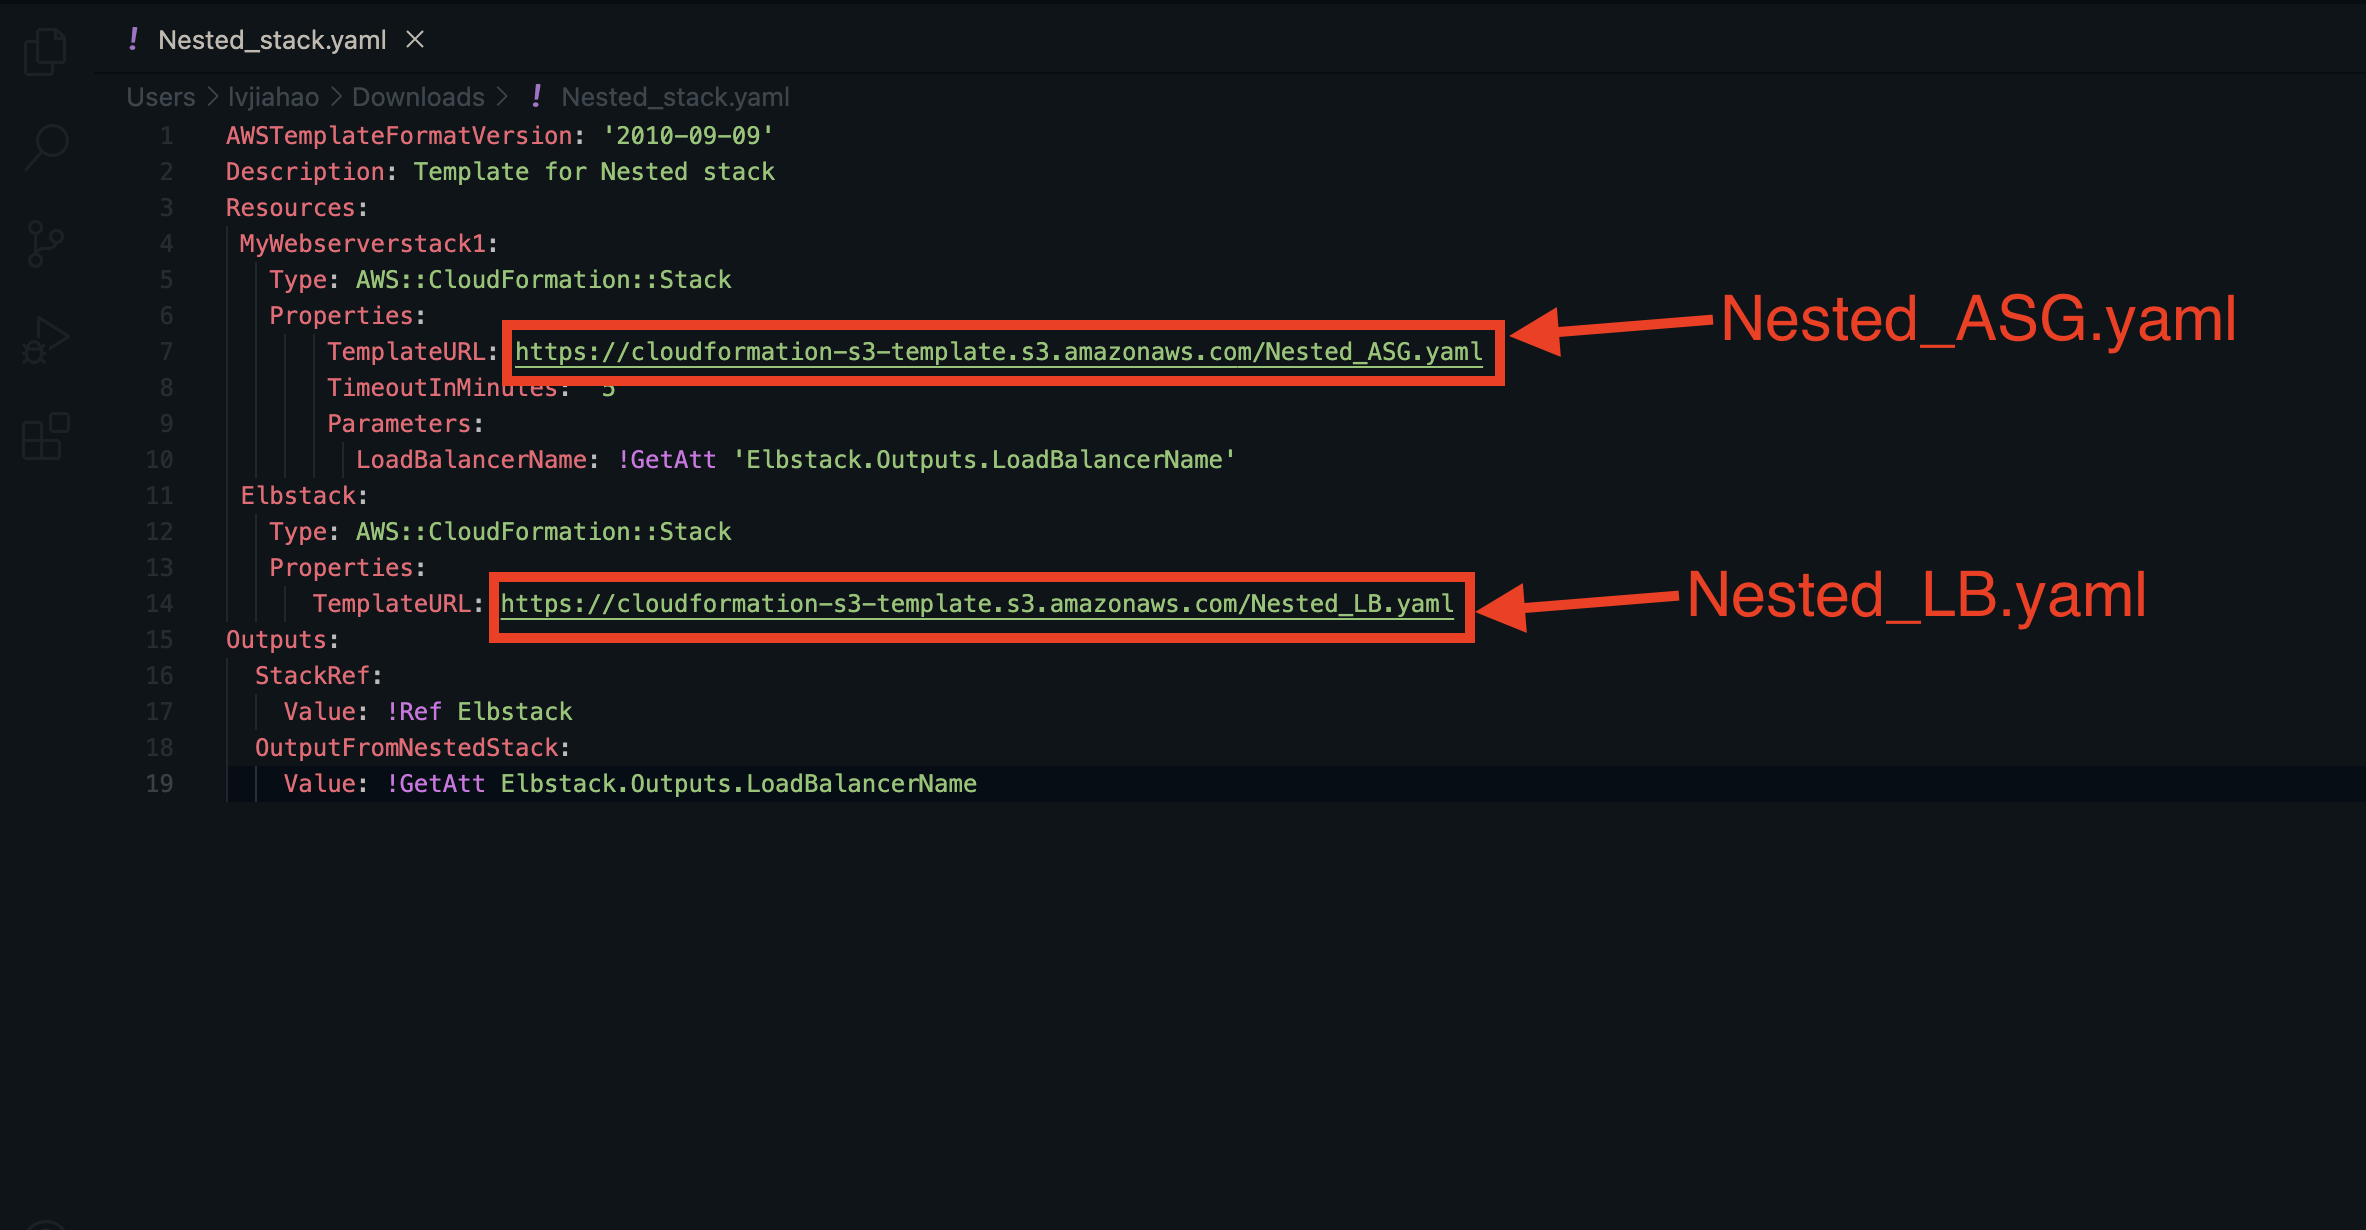 Nested_stack.yaml
Users > lvjiahao > Downloads > ! Nested_stack.yaml
1 AWSTemplateFormatVersion: '2010-09-09'
2 Description: Template for Nested stack
3 Resources:
4 MyWebserverstack1:
5 Type: AWS::CloudFormation::Stack
6 Properties:
7 TemplateURL: https://cloudformation-s3-template.s3.amazonaws.com/Nested_ASG.yaml
Nested_ASG.yaml
8 TimeoutInMinutes: 5
9 Parameters:
10 LoadBalancerName: !GetAtt 'Elbstack.Outputs.LoadBalancerName'
11 Elbstack:
12 Type: AWS::CloudFormation::Stack
13 Properties:
14 TemplateURL: https://cloudformation-s3-template.s3.amazonaws.com/Nested_LB.yaml
Nested_LB.yaml
15 Outputs:
16 StackRef:
17 Value: !Ref Elbstack
18 OutputFromNestedStack:
19 Value: !GetAtt Elbstack.Outputs.LoadBalancerName